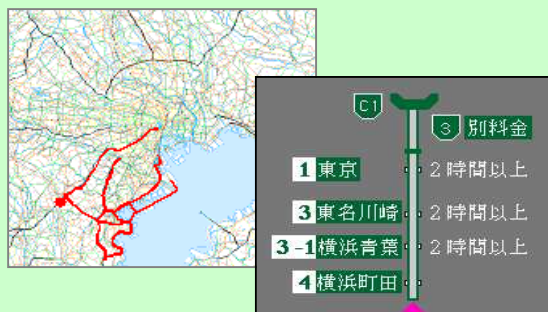 C1
3 別料金
1 東京 2時間以上
3 東名川崎 2時間以上
3-1 横浜青葉 2時間以上
4 横浜町田